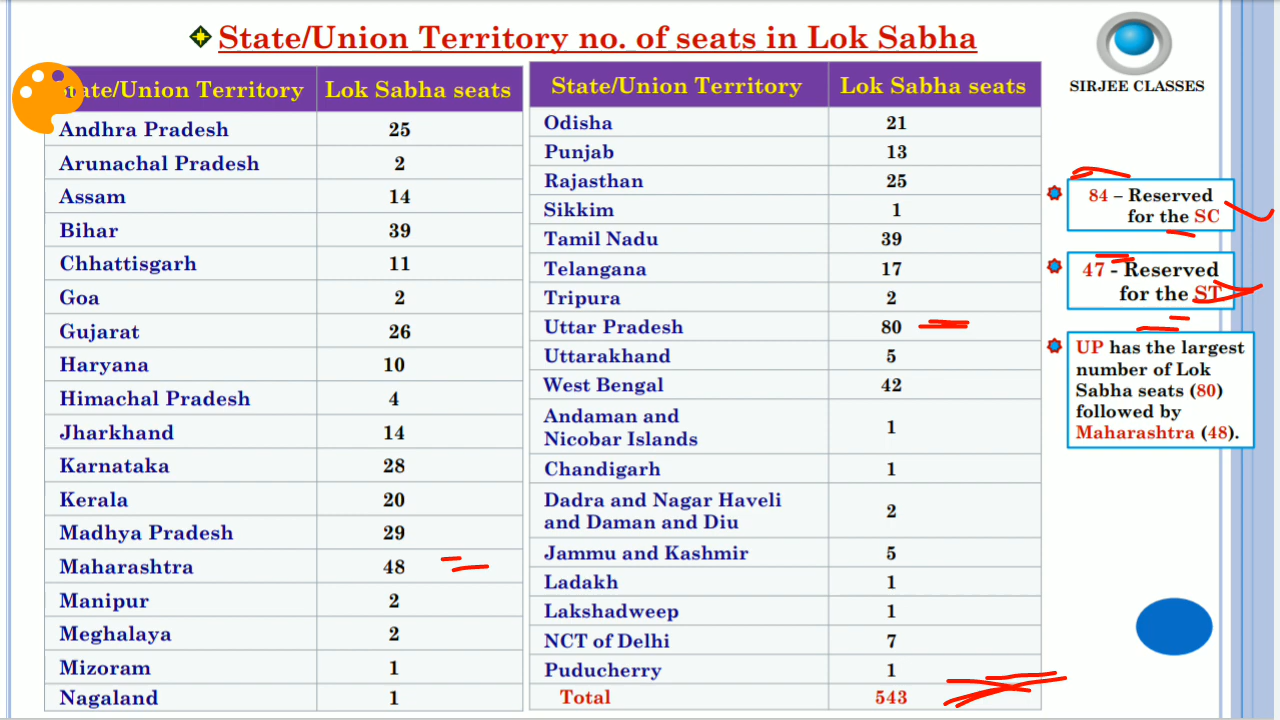 State/Union Territory no. of seats in Lok Sabha
SIRJEE CLASSES
tate/Union Territory Lok Sabha seats
Andhra Pradesh 25
Arunachal Pradesh 2
Assam 14
Bihar 39
Chhattisgarh 11
Goa 2
Gujarat 26
Haryana 10
Himachal Pradesh 4
Jharkhand 14
Karnataka 28
Kerala 20
Madhya Pradesh 29
Maharashtra 48
Manipur 2
Meghalaya 2
Mizoram 1
Nagaland 1
State/Union Territory Lok Sabha seats
Odisha 21
Punjab 13
Rajasthan 25
Sikkim 1
Tamil Nadu 39
Telangana 17
Tripura 2
Uttar Pradesh 80
Uttarakhand 5
West Bengal 42
Andaman and
Nicobar Islands 1
Chandigarh 1
Dadra and Nagar Haveli
and Daman and Diu 2
Jammu and Kashmir 5
Ladakh 1
Lakshadweep 1
NCT of Delhi 7
Puducherry 1
Total 543
84 – Reserved
for the SC
47 - Reserved
for the ST
UP has the largest
number of Lok
Sabha seats (80)
followed by
Maharashtra (48).